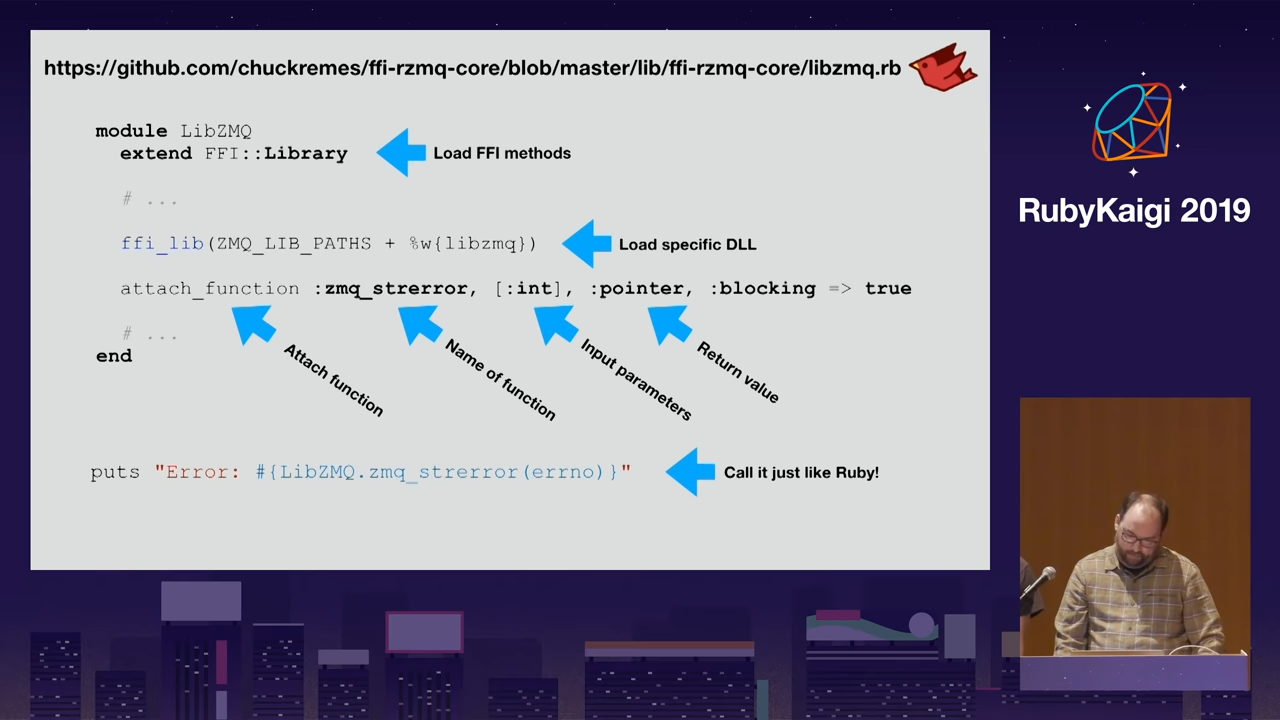 https://github.com/chuckremes/ffi-rzmq-core/blob/master/lib/ffi-rzmq-core/libzmq.rb
module LibZMQ
extend FFI::Library
Load FFI methods
# ...
ffi_lib(ZMQ_LIB_PATHS + %w{libzmq})
Load specific DLL
attach_function :zmq_strerror, [:int], :pointer, :blocking => true
# ...
end
Attach function
Name of function
Input parameters
Return value
puts "Error: #{LibZMQ.zmq_strerror(errno)}"
Call it just like Ruby!
RubyKaigi 2019